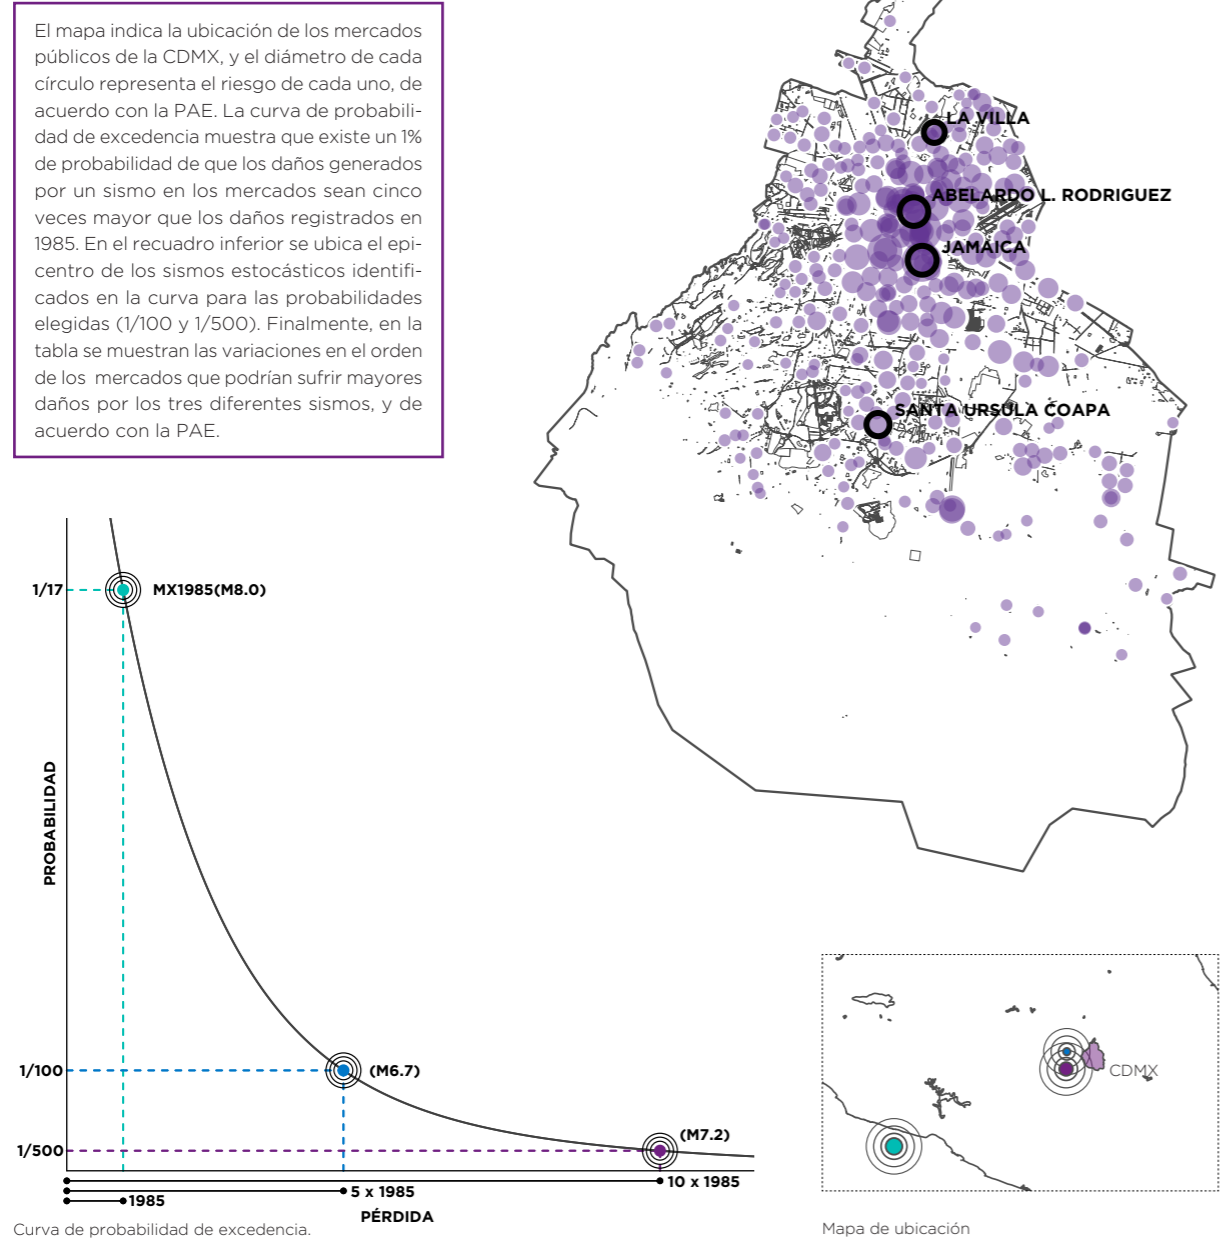 El mapa indica la ubicación de los mercados
públicos de la CDMX, y el diámetro de cada
círculo representa el riesgo de cada uno, de
acuerdo con la PAE. La curva de probabili-
dad de excedencia muestra que existe un 1%
de probabilidad de que los daños generados
por un sismo en los mercados sean cinco
veces mayor que los daños registrados en
1985. En el recuadro inferior se ubica el epi-
centro de los sismos estocásticos identifi-
cados en la curva para las probabilidades
elegidas (1/100 y 1/500). Finalmente, en la
tabla se muestran las variaciones en el orden
de los mercados que podrían sufrir mayores
daños por los tres diferentes sismos, y de
acuerdo con la PAE.
LA VILLA
ABELARDO L. RODRIGUEZ
JAMAICA
SANTA URSULA COAPA
1/17
MX1985(M8.0)
PROBABILIDAD
1/100
(M6.7)
1/500
(M7.2)
10 x 1985
5 x 1985
1985
PÉRDIDA
Curva de probabilidad de excedencia.
CDMX
Mapa de ubicación